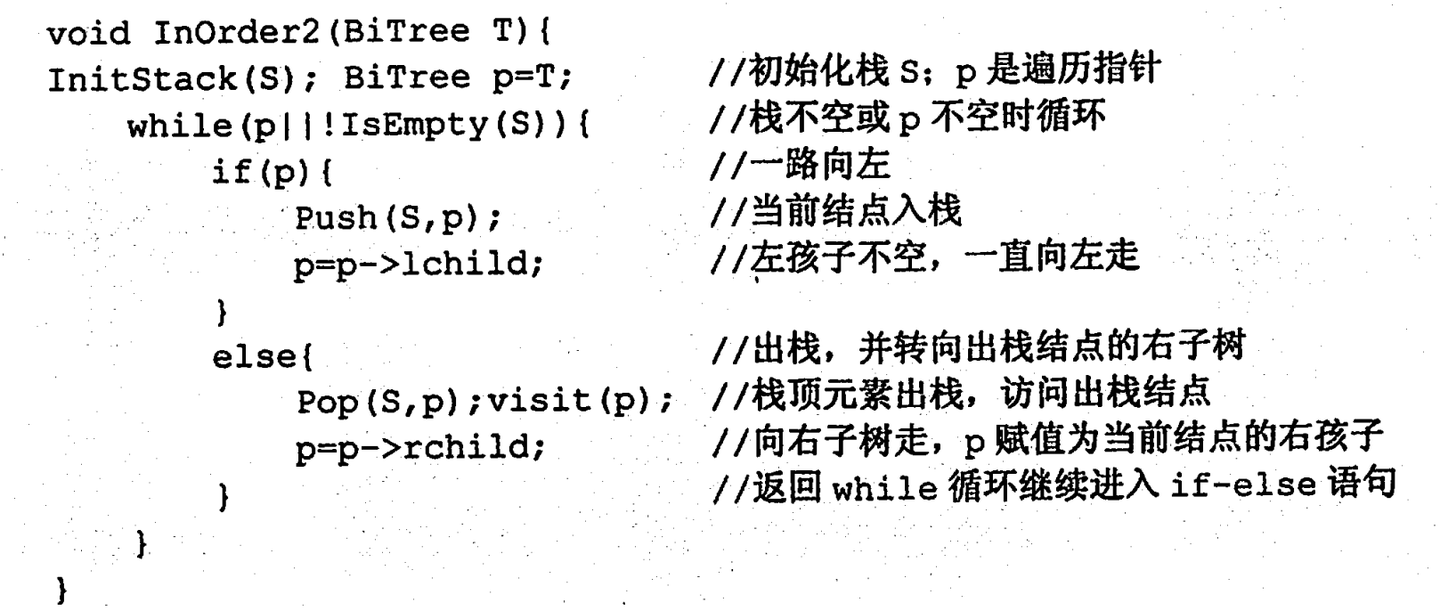 void InOrder2(BiTree T){
InitStack(S); BiTree p=T; //初始化栈 S；p 是遍历指针
while(p||!IsEmpty(S)){ //栈不空或 p 不空时循环
if(p){ //一路向左
Push(S,p); //当前结点入栈
p=p->lchild; //左孩子不空，一直向左走
}
else{ //出栈，并转向出栈结点的右子树
Pop(S,p);visit(p); //栈顶元素出栈，访问出栈结点
p=p->rchild; //向右子树走，p 赋值为当前结点的右孩子
} //返回 while 循环继续进入 if-else 语句
}
}